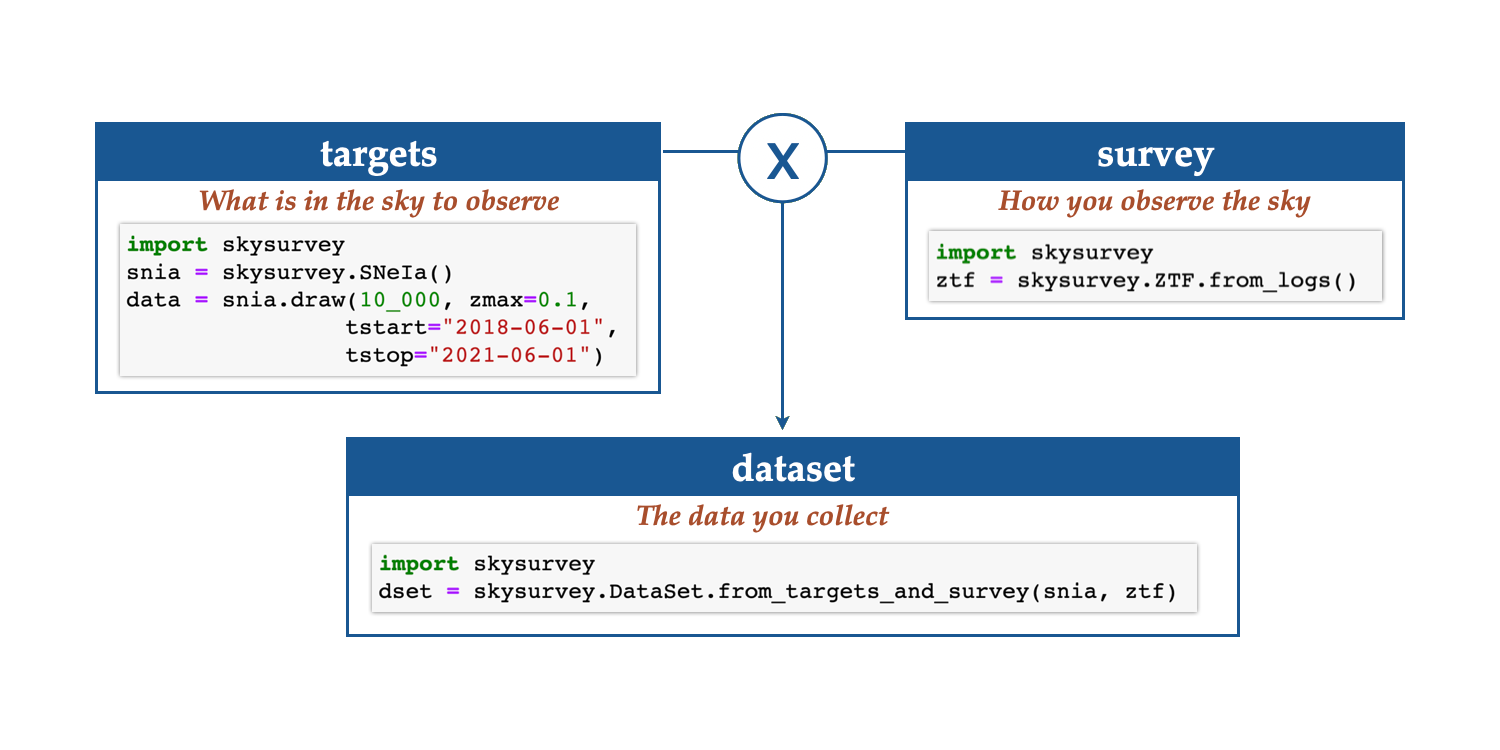 targets
What is in the sky to observe
import skysurvey
snia = skysurvey.SNeIa()
data = snia.draw(10_000, zmax=0.1,
tstart="2018-06-01",
tstop="2021-06-01")
X
survey
How you observe the sky
import skysurvey
ztf = skysurvey.ZTF.from_logs()
dataset
The data you collect
import skysurvey
dset = skysurvey.DataSet.from_targets_and_survey(snia, ztf)